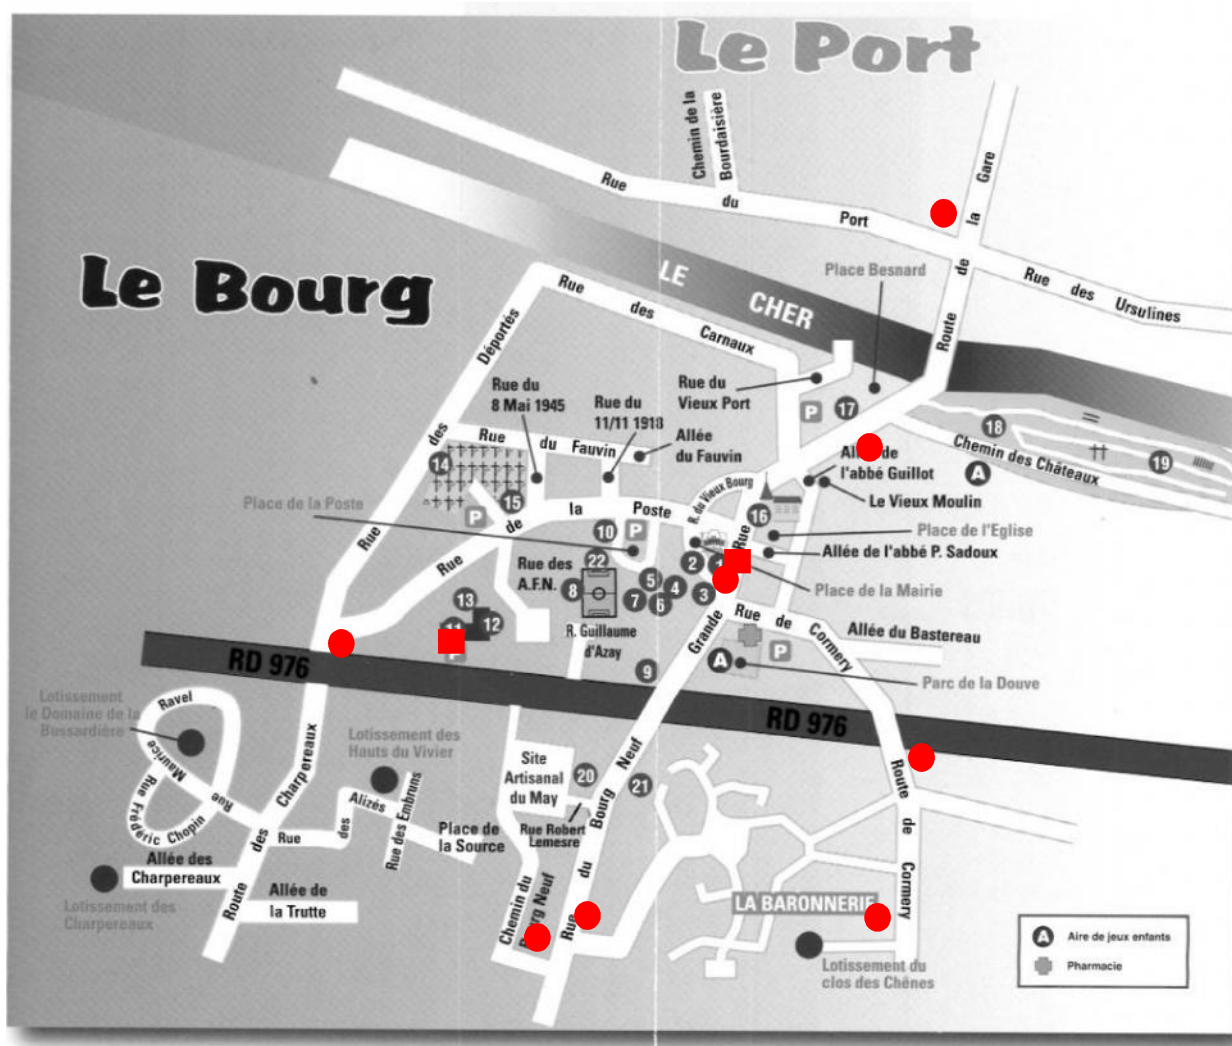 Le Port
Chemin de la
Bourdaisière
Rue du Port
Route de la Gare
Rue des Ursulines
Le Bourg
LE CHER
Place Besnard
Rue des Carnaux
Rue des Déportés
Rue du
8 Mai 1945
Rue du
11/11 1918
Rue du
Vieux Port
P
17
18
Chemin des Châteaux
19
A
Rue du Fauvin
Allée
du Fauvin
14
15
P
Place de la Poste
Rue de la Poste
R. du Vieux Bourg
Allée de
l'abbé Guillot
Le Vieux Moulin
16
Place de l'Eglise
Allée de l'abbé P. Sadoux
Place de la Mairie
10
P
22
Rue des
A.F.N.
8
5
4
7
6
2
1
3
13
12
11
P
R. Guillaume
d'Azay
9
Grande Rue
Rue de Cormery
Allée du Bastereau
A
P
Parc de la Douve
RD 976
RD 976
Lotissement
le Domaine de la
Bussardière
Rue Maurice Ravel
Rue Frédéric Chopin
Route des Charpereaux
Lotissement des
Hauts du Vivier
Rue des Alizés
Rue des Embruns
Place de
la Source
Site
Artisanal
du May
20
21
Rue Robert
Lemesre
Rue du Bourg Neuf
Chemin du
Bourg Neuf
Allée des
Charpereaux
Lotissement des
Charpereaux
Allée de
la Trutte
Route de Cormery
LA BARONNERIE
Lotissement du
clos des Chênes
A Aire de jeux enfants
Pharmacie